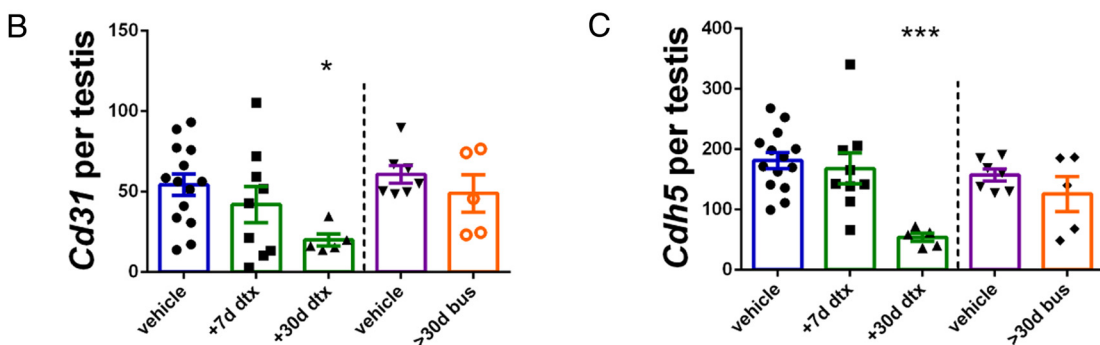 B
Cd31 per testis
150
100
50
0
*
vehicle
+7d dtx
+30d dtx
vehicle
>30d bus
C
Cdh5 per testis
400
300
200
100
0
***
vehicle
+7d dtx
+30d dtx
vehicle
>30d bus